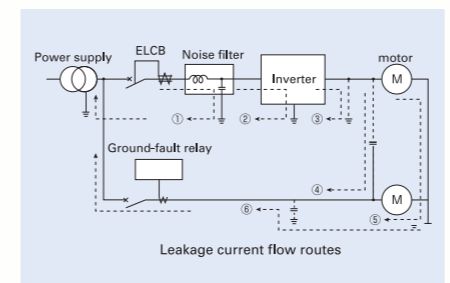 ELCB
Noise filter
Power supply
motor
Inverter
M
①
②
③
Ground-fault relay
④
M
⑥
⑤
Leakage current flow routes